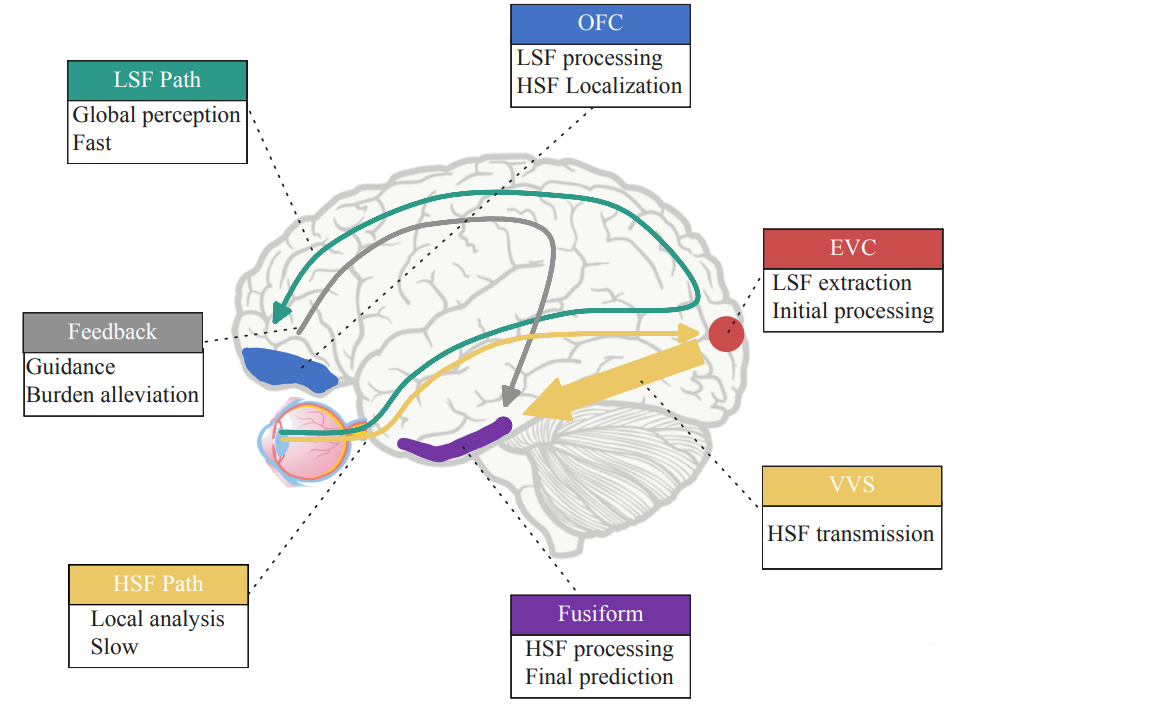 OFC
LSF processing
HSF Localization
LSF Path
Global perception
Fast
EVC
LSF extraction
Initial processing
Feedback
Guidance
Burden alleviation
VVS
HSF transmission
HSF Path
Local analysis
Slow
Fusiform
HSF processing
Final prediction